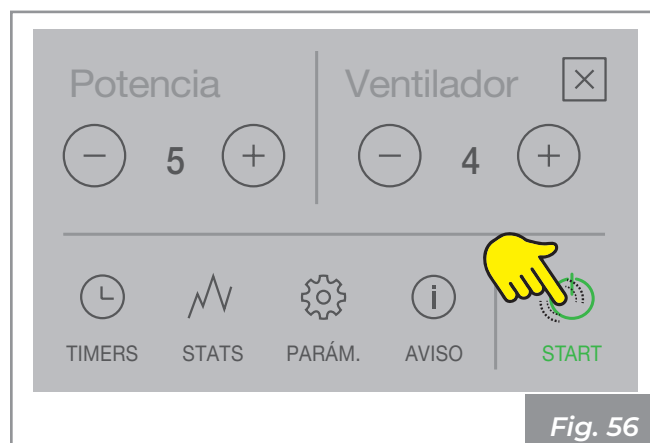 Potencia
Ventilador
5
4
TIMERS
STATS
PARÁM.
AVISO
START
Fig. 56